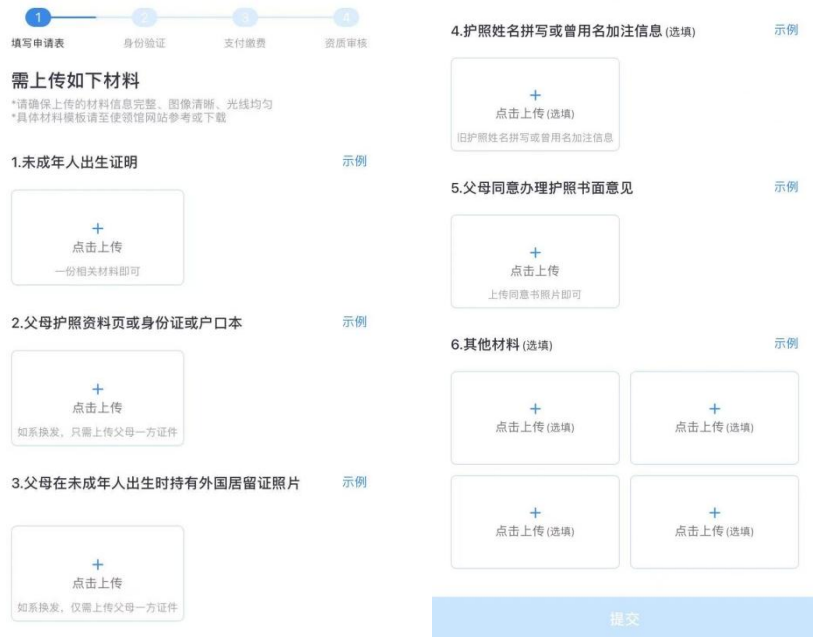 1 2 3 4
填写申请表 身份验证 支付缴费 资质审核
需上传如下材料
*请确保上传的材料信息完整、图像清晰、光线均匀
*具体材料模板请至使领馆网站参考或下载
1.未成年人出生证明 示例
+
点击上传
一份相关材料即可
2.父母护照资料页或身份证或户口本 示例
+
点击上传
如系换发，只需上传父母一方证件
3.父母在未成年人出生时持有外国居留证照片 示例
+
点击上传
如系换发，仅需上传父母一方证件
4.护照姓名拼写或曾用名加注信息(选填) 示例
+
点击上传(选填)
旧护照姓名拼写或曾用名加注信息
5.父母同意办理护照书面意见 示例
+
点击上传
上传同意书照片即可
6.其他材料(选填) 示例
+ +
点击上传(选填) 点击上传(选填)
+ +
点击上传(选填) 点击上传(选填)
提交